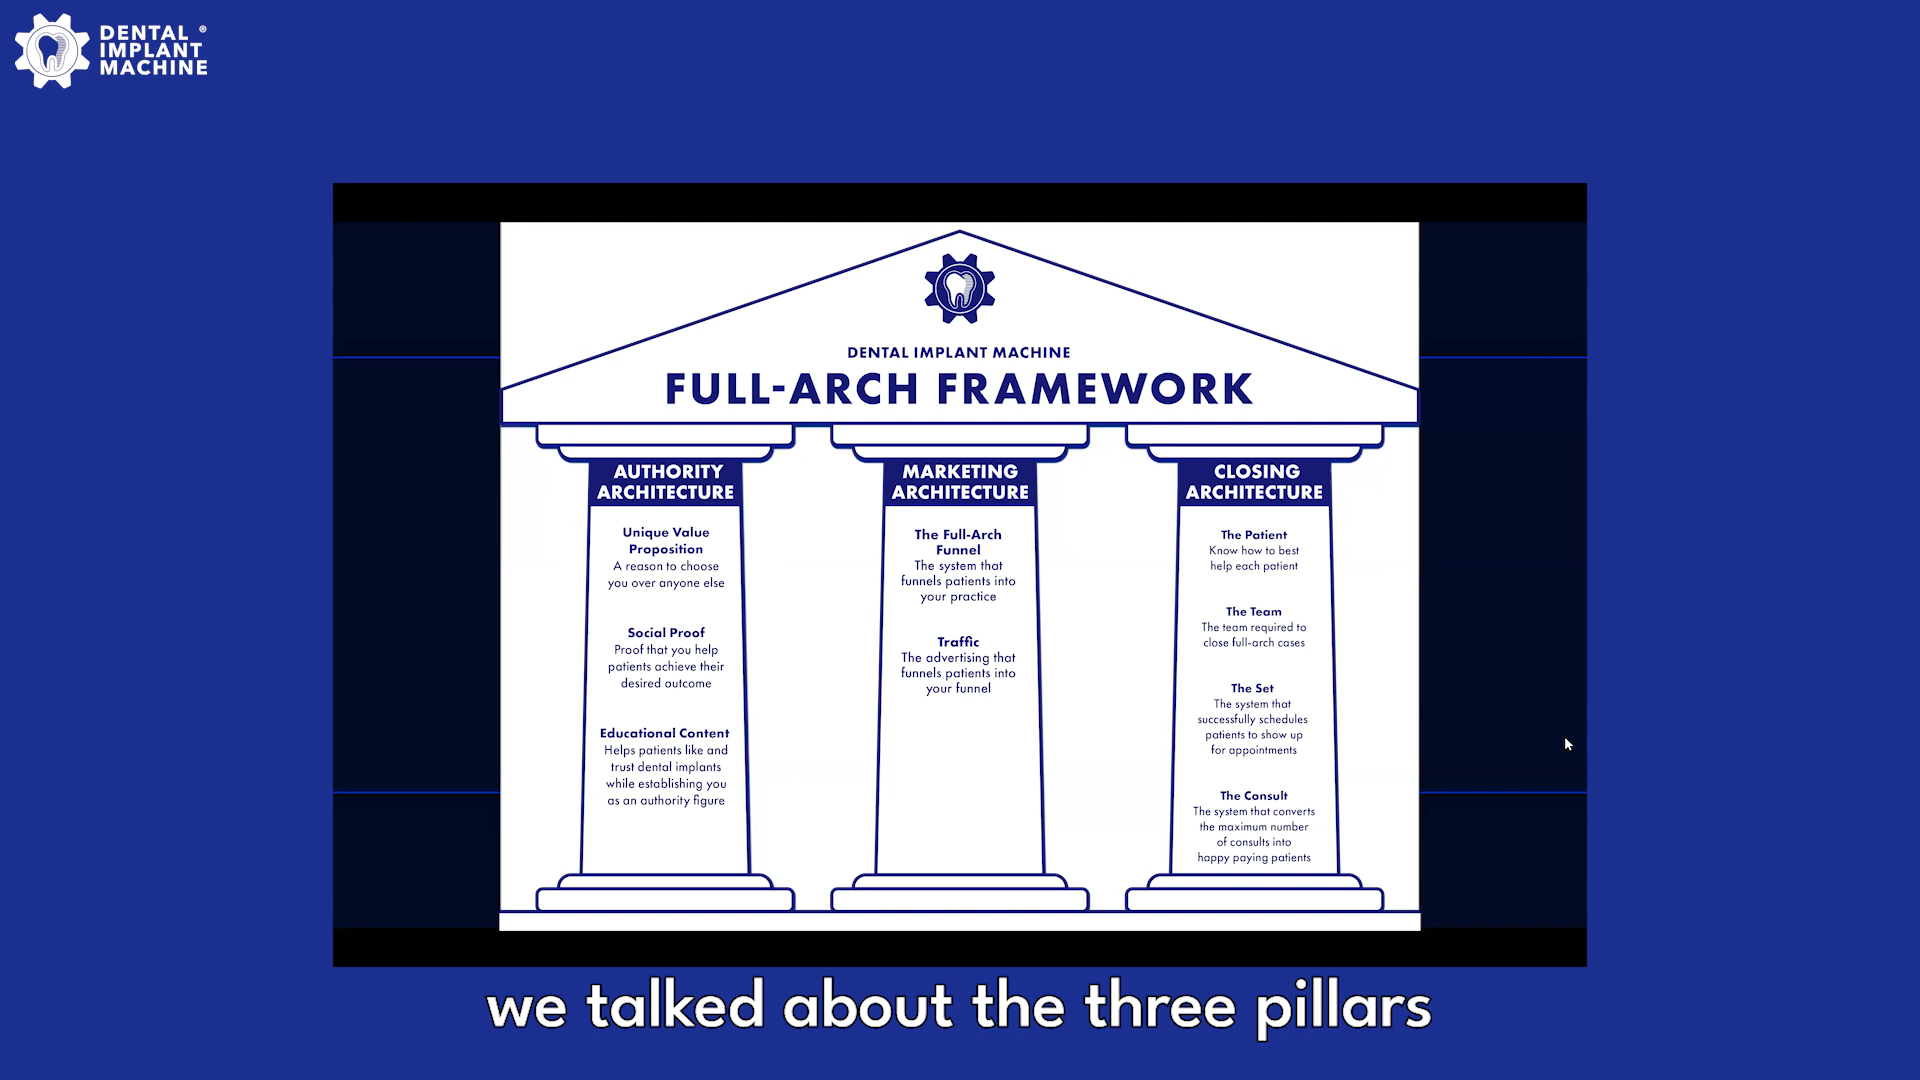 DENTAL ®
IMPLANT
MACHINE
DENTAL IMPLANT MACHINE
FULL-ARCH FRAMEWORK
AUTHORITY
ARCHITECTURE
Unique Value
Proposition
A reason to choose
you over anyone else
Social Proof
Proof that you help
patients achieve their
desired outcome
Educational Content
Helps patients like and
trust dental implants
while establishing you
as an authority figure
MARKETING
ARCHITECTURE
The Full-Arch
Funnel
The system that
funnels patients into
your practice
Traffic
The advertising that
funnels patients into
your funnel
CLOSING
ARCHITECTURE
The Patient
Know how to best
help each patient
The Team
The team required to
close full-arch cases
The Set
The system that
successfully schedules
patients to show up
for appointments
The Consult
The system that converts
the maximum number
of consults into
happy paying patients
we talked about the three pillars